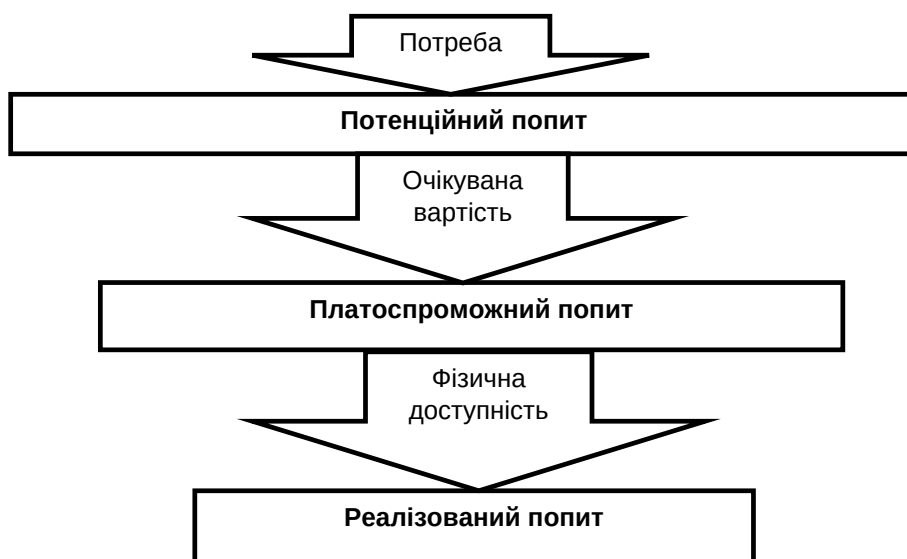 Потреба
Потенційний попит
Очікувана
вартість
Платоспроможний попит
Фізична
доступність
Реалізований попит